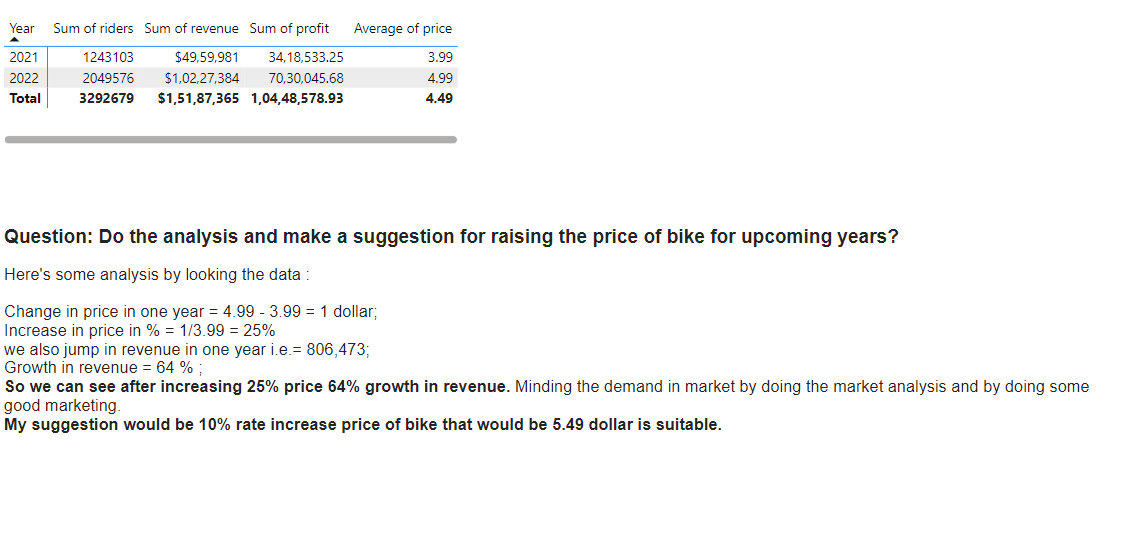 Year Sum of riders Sum of revenue Sum of profit Average of price
2021 1243103 $49,59,981 34,18,533.25 3.99
2022 2049576 $1,02,27,384 70,30,045.68 4.99
Total 3292679 $1,51,87,365 1,04,48,578.93 4.49
Question: Do the analysis and make a suggestion for raising the price of bike for upcoming years?
Here's some analysis by looking the data :
Change in price in one year = 4.99 - 3.99 = 1 dollar;
Increase in price in % = 1/3.99 = 25%
we also jump in revenue in one year i.e.= 806,473;
Growth in revenue = 64 % ;
So we can see after increasing 25% price 64% growth in revenue. Minding the demand in market by doing the market analysis and by doing some
good marketing.
My suggestion would be 10% rate increase price of bike that would be 5.49 dollar is suitable.